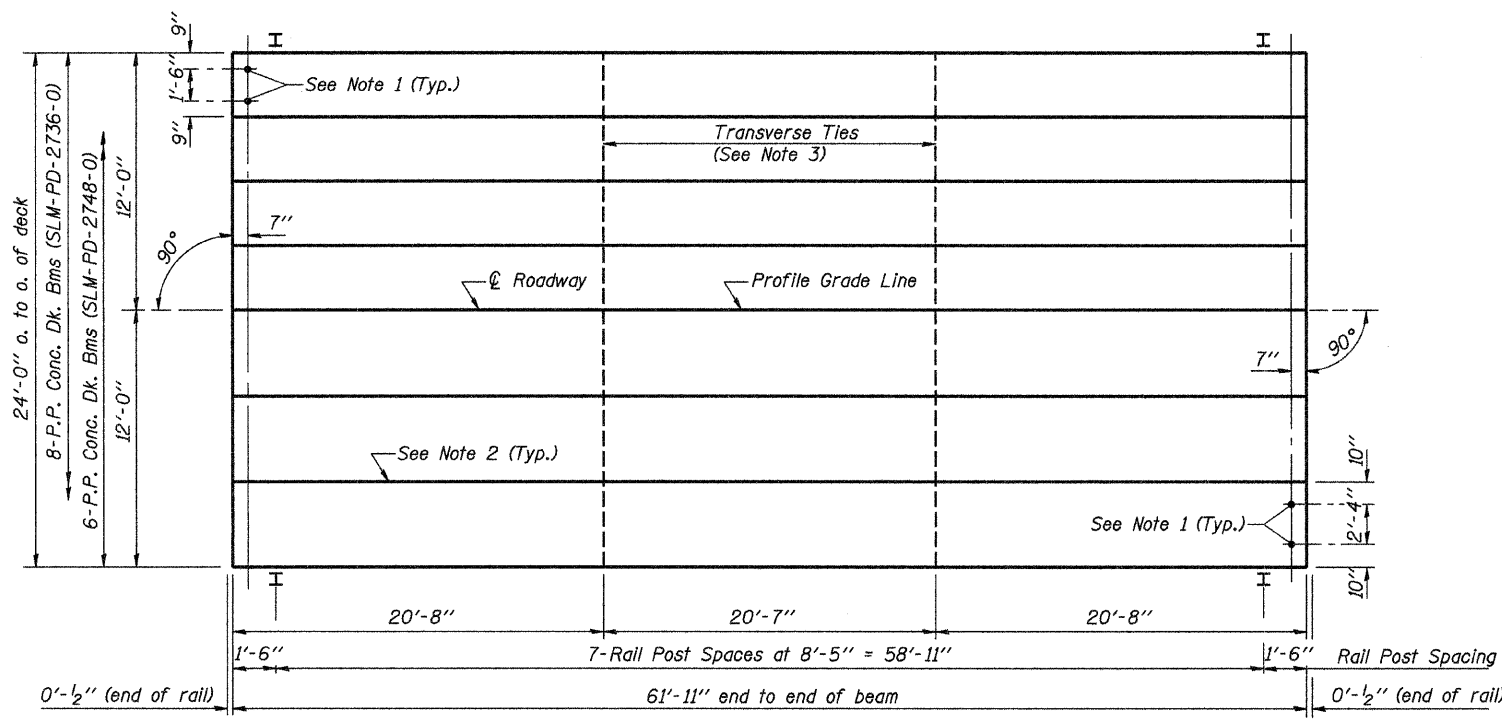 9"
1'-6"
9"
24'-0" o. to o. of deck
8-P.P. Conc. Dk. Bms (SLM-PD-2736-0)
6-P.P. Conc. Dk. Bms (SLM-PD-2748-0)
12'-0"
12'-0"
90°
7"
I
I
See Note 1 (Typ.)
Transverse Ties
(See Note 3)
℄ Roadway
Profile Grade Line
See Note 2 (Typ.)
7"
90°
10"
2'-4"
10"
See Note 1 (Typ.)
I
I
20'-8"
20'-7"
20'-8"
1'-6"
7-Rail Post Spaces at 8'-5" = 58'-11"
1'-6"
Rail Post Spacing
0'-½" (end of rail)
61'-11" end to end of beam
0'-½" (end of rail)